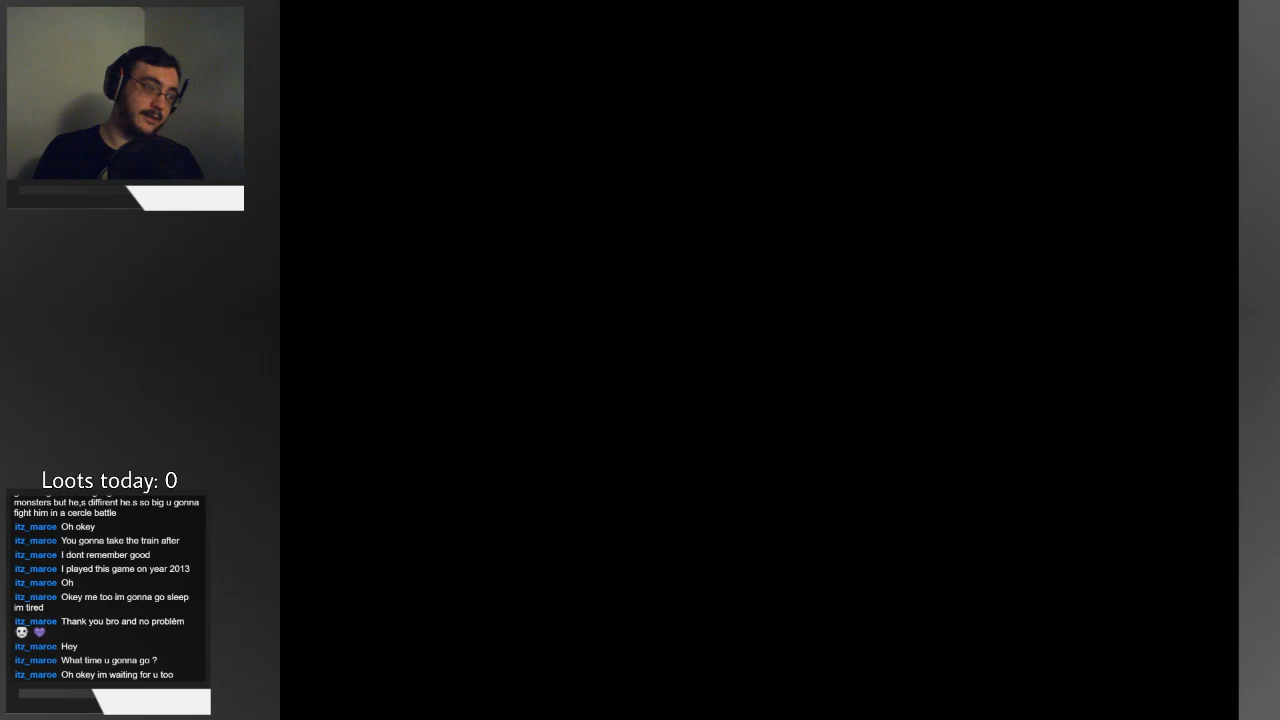 Loots today: 0
monsters but he,s diffirent he.s so big u gonna
fight him in a cercle battle
itz_maroe Oh okey
itz_maroe You gonna take the train after
itz_maroe I dont remember good
itz_maroe I played this game on year 2013
itz_maroe Oh
itz_maroe Okey me too im gonna go sleep
im tired
itz_maroe Thank you bro and no problèm
itz_maroe Hey
itz_maroe What time u gonna go ?
itz_maroe Oh okey im waiting for u too